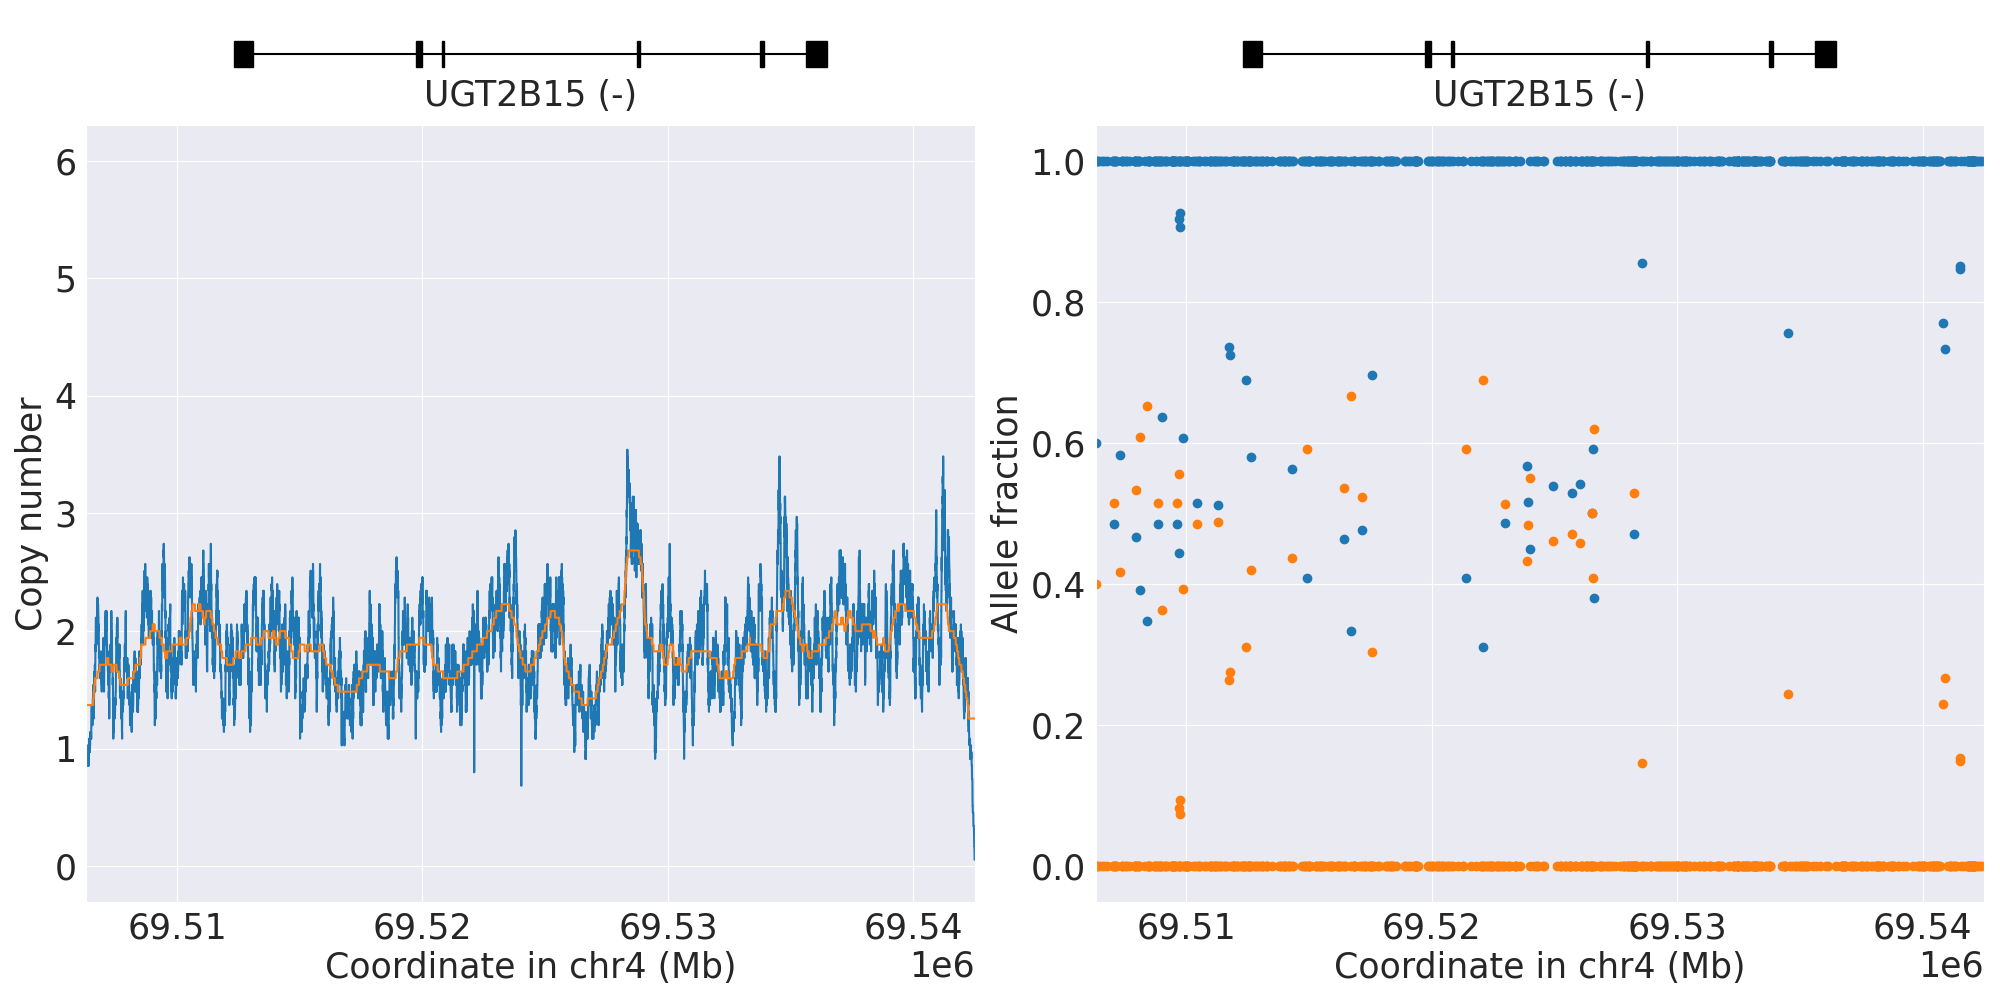 UGT2B15 (-)
6
5
4
3
2
1
0
Copy number
69.51 69.52 69.53 69.54
Coordinate in chr4 (Mb)
1e6
UGT2B15 (-)
1.0
0.8
0.6
0.4
0.2
0.0
Allele fraction
69.51 69.52 69.53 69.54
Coordinate in chr4 (Mb)
1e6